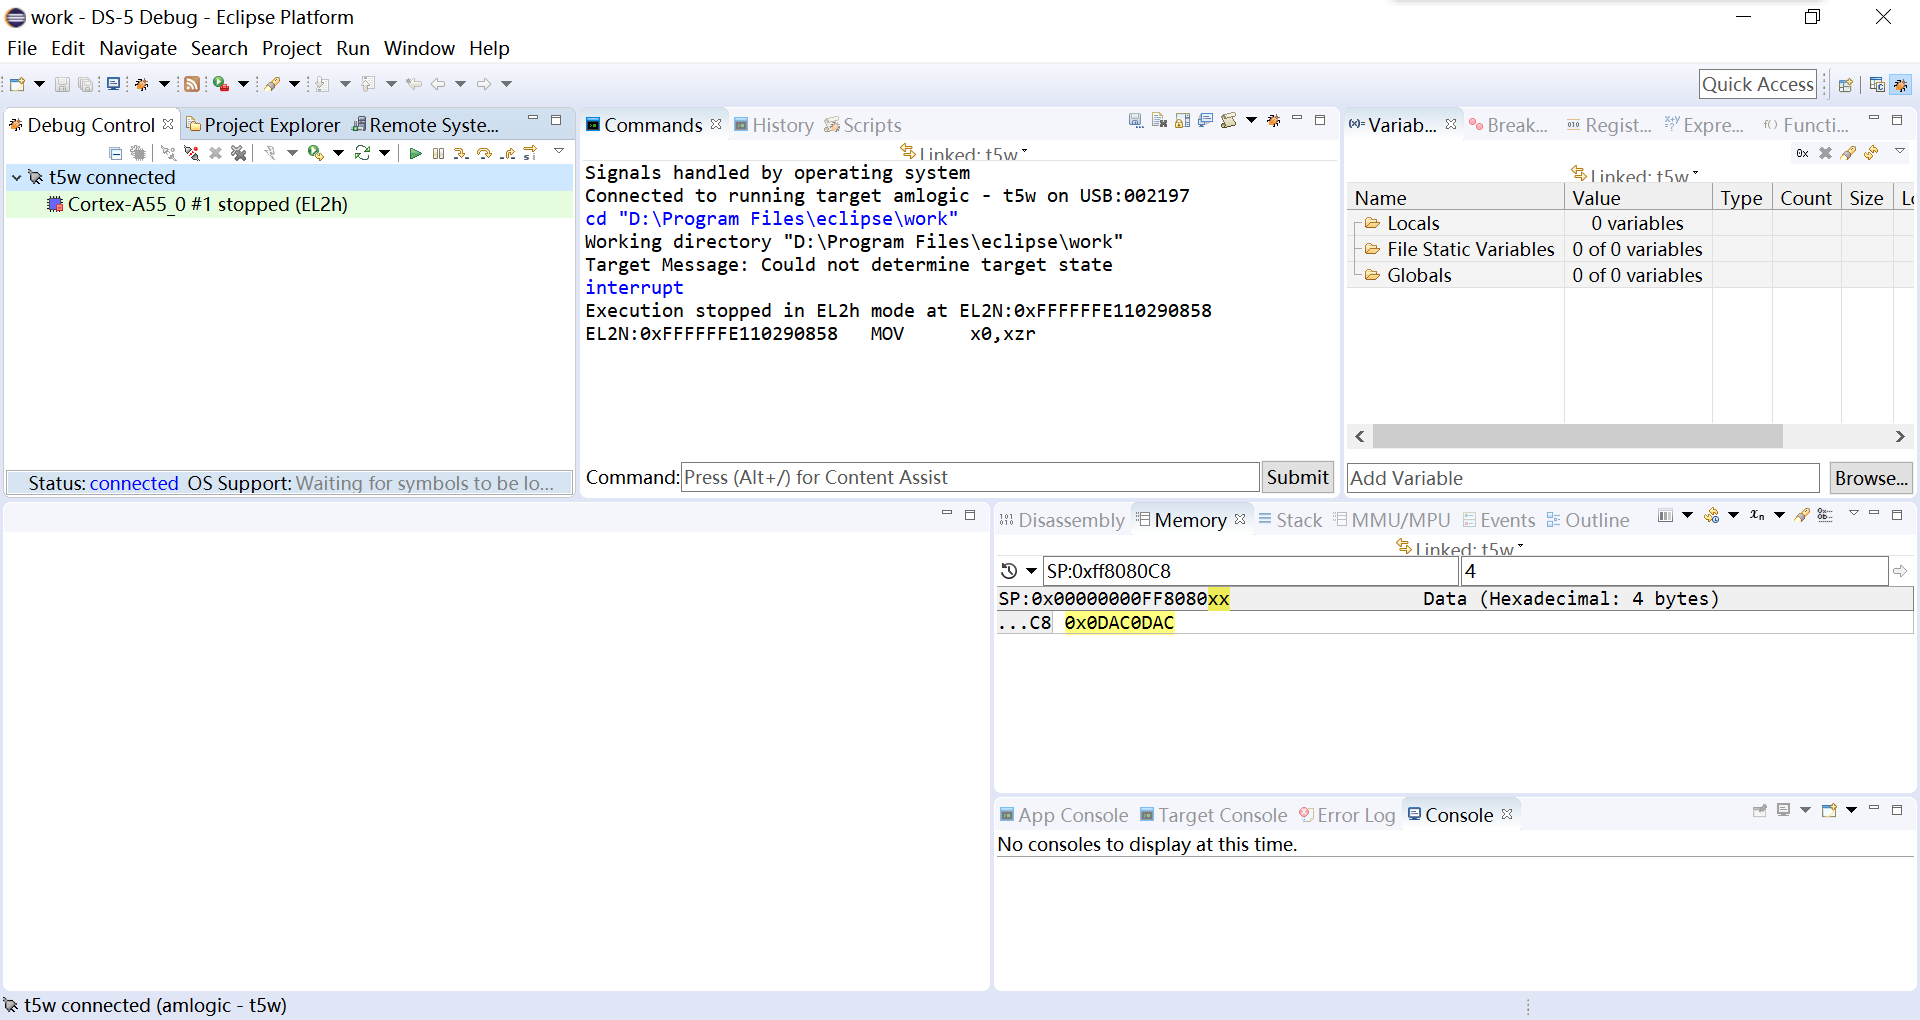 work - DS-5 Debug - Eclipse Platform
File Edit Navigate Search Project Run Window Help
Quick Access
Debug Control Project Explorer Remote Syste...
t5w connected
Cortex-A55_0 #1 stopped (EL2h)
Status: connected OS Support: Waiting for symbols to be lo...
Commands History Scripts
Linked: t5w
Signals handled by operating system
Connected to running target amlogic - t5w on USB:002197
cd "D:\Program Files\eclipse\work"
Working directory "D:\Program Files\eclipse\work"
Target Message: Could not determine target state
interrupt
Execution stopped in EL2h mode at EL2N:0xFFFFFFE110290858
EL2N:0xFFFFFFE110290858 MOV x0,xzr
Command: Press (Alt+/) for Content Assist Submit
Variab... Break... Regist... Expre... Functi...
Linked: t5w
Name Value Type Count Size
Locals 0 variables
File Static Variables 0 of 0 variables
Globals 0 of 0 variables
Add Variable Browse...
Disassembly Memory Stack MMU/MPU Events Outline
Linked: t5w
SP:0xff8080C8 4
SP:0x00000000FF8080xx Data (Hexadecimal: 4 bytes)
...C8 0x0DAC0DAC
App Console Target Console Error Log Console
No consoles to display at this time.
t5w connected (amlogic - t5w)